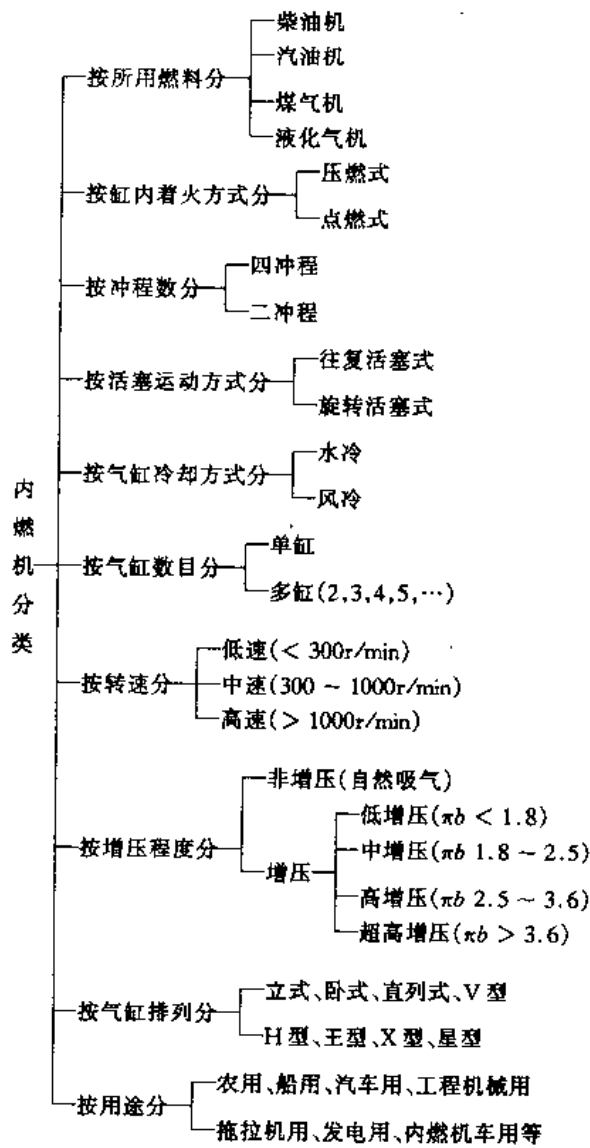 内燃机分类
按所用燃料分
柴油机
汽油机
煤气机
液化气机
按缸内着火方式分
压燃式
点燃式
按冲程数分
四冲程
二冲程
按活塞运动方式分
往复活塞式
旋转活塞式
按气缸冷却方式分
水冷
风冷
按气缸数目分
单缸
多缸(2,3,4,5,…)
按转速分
低速(< 300r/min)
中速(300 ~ 1000r/min)
高速(> 1000r/min)
按增压程度分
非增压(自然吸气)
增压
低增压(πb < 1.8)
中增压(πb 1.8 ~ 2.5)
高增压(πb 2.5 ~ 3.6)
超高增压(πb > 3.6)
按气缸排列分
立式、卧式、直列式、V 型
H 型、王型、X 型、星型
按用途分
农用、船用、汽车用、工程机械用
拖拉机用、发电用、内燃机车用等